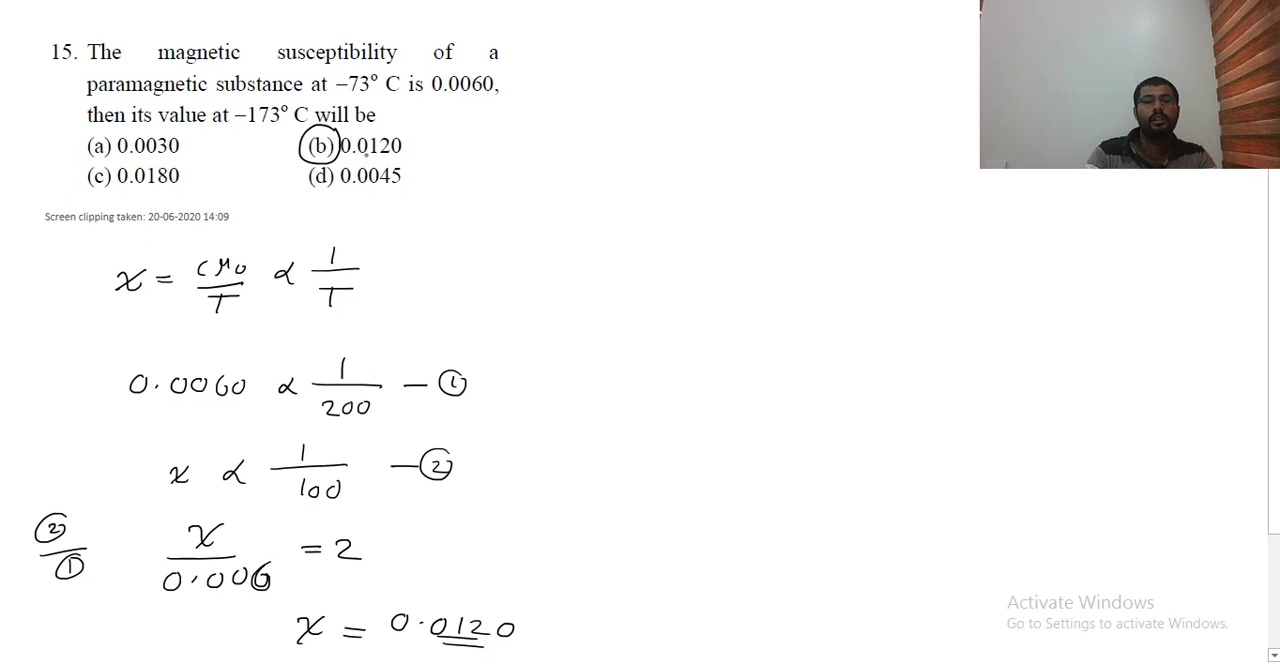 15. The magnetic susceptibility of a
paramagnetic substance at −73° C is 0.0060,
then its value at −173° C will be
(a) 0.0030 (b) 0.0120
(c) 0.0180 (d) 0.0045
Screen clipping taken: 20-06-2020 14:09
χ = Cμ₀/T ∝ 1/T
0.0060 ∝ 1/200 — ①
χ ∝ 1/100 — ②
②/① χ/0.006 = 2
χ = 0.0120
Activate Windows
Go to Settings to activate Windows.